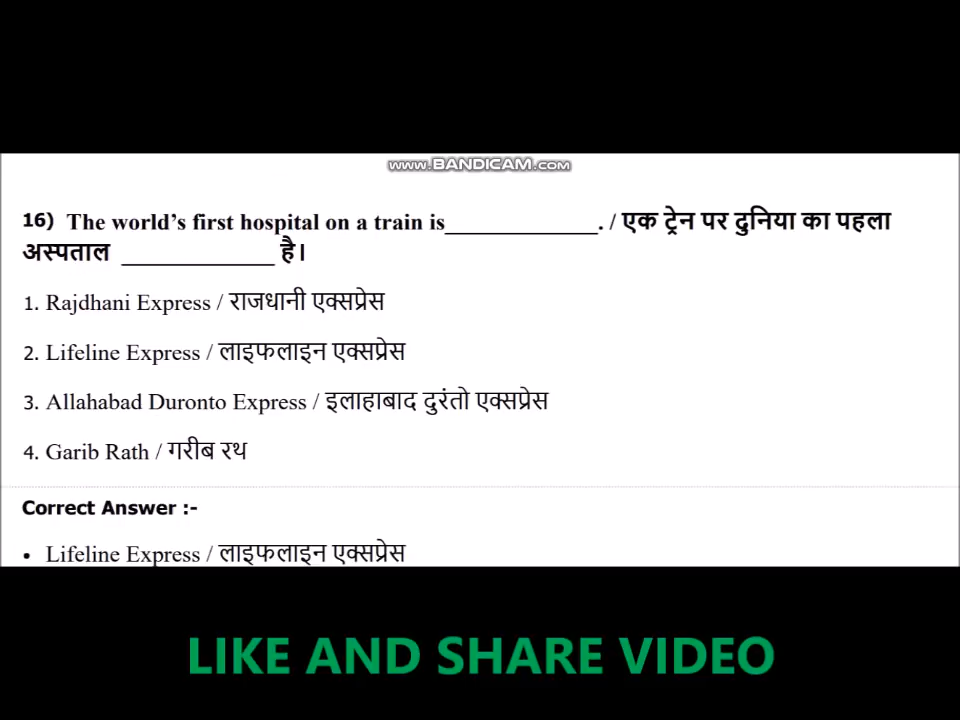 www.BANDICAM.com
16) The world's first hospital on a train is______________. / एक ट्रेन पर दुनिया का पहला
अस्पताल ______________ है।
1. Rajdhani Express / राजधानी एक्सप्रेस
2. Lifeline Express / लाइफलाइन एक्सप्रेस
3. Allahabad Duronto Express / इलाहाबाद दुरंतो एक्सप्रेस
4. Garib Rath / गरीब रथ
Correct Answer :-
• Lifeline Express / लाइफलाइन एक्सप्रेस
LIKE AND SHARE VIDEO